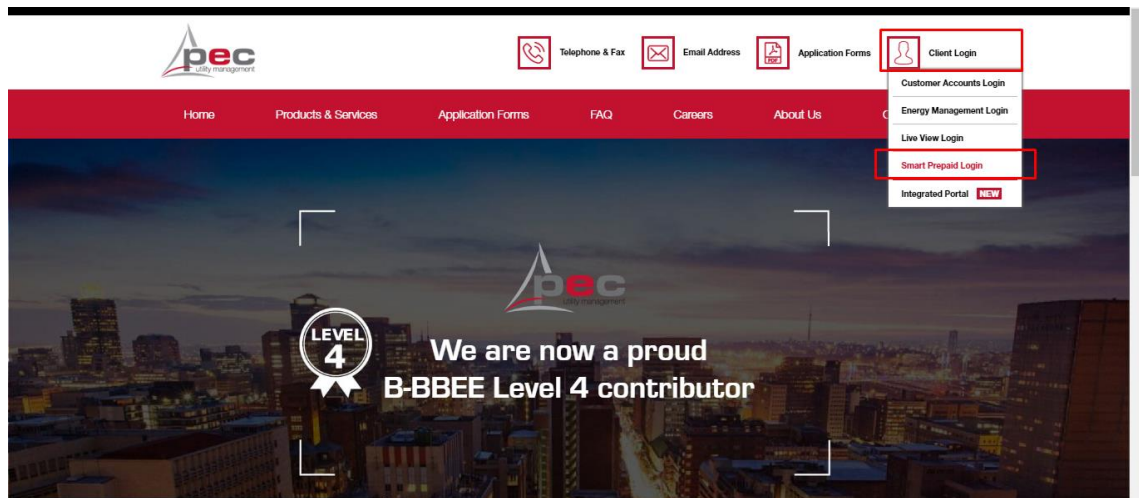 pec
utility management
Telephone & Fax
Email Address
PDF
Application Forms
Client Login
Customer Accounts Login
Energy Management Login
Live View Login
Smart Prepaid Login
Integrated Portal NEW
Home
Products & Services
Application Forms
FAQ
Careers
About Us
pec
utility management
LEVEL
4
We are now a proud
B-BBEE Level 4 contributor